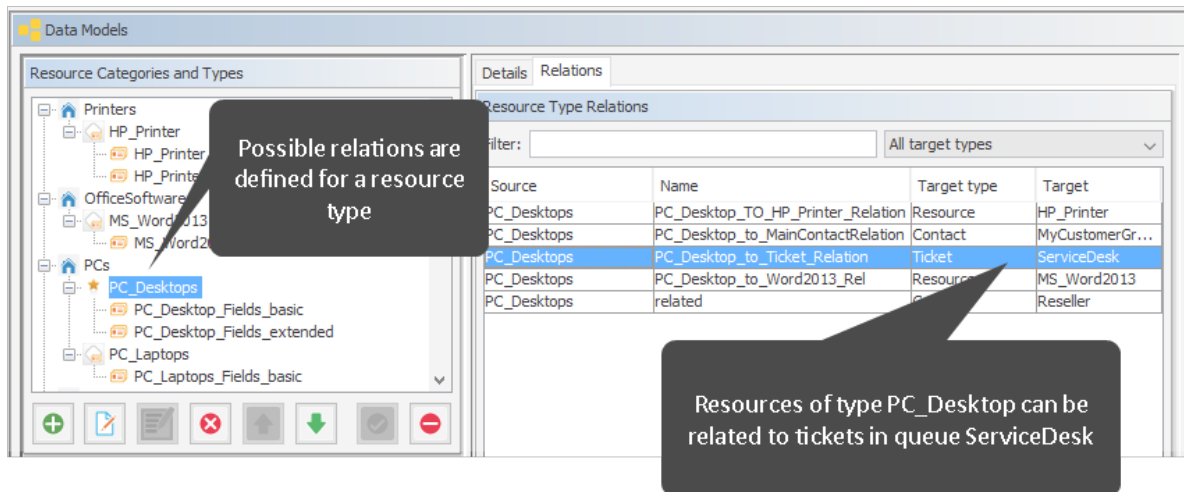 Data Models
Resource Categories and Types
Printers
HP_Printer
HP_Printer
HP_Printe
OfficeSoftware
MS_Word2013
MS_Word2
PCs
PC_Desktops
PC_Desktop_Fields_basic
PC_Desktop_Fields_extended
PC_Laptops
PC_Laptops_Fields_basic
Possible relations are
defined for a resource
type
Details Relations
Resource Type Relations
Filter: All target types
Source Name Target type Target
PC_Desktops PC_Desktop_TO_HP_Printer_Relation Resource HP_Printer
PC_Desktops PC_Desktop_to_MainContactRelation Contact MyCustomerGr...
PC_Desktops PC_Desktop_to_Ticket_Relation Ticket ServiceDesk
PC_Desktops PC_Desktop_to_Word2013_Rel Resource MS_Word2013
PC_Desktops related Reseller
Resources of type PC_Desktop can be
related to tickets in queue ServiceDesk